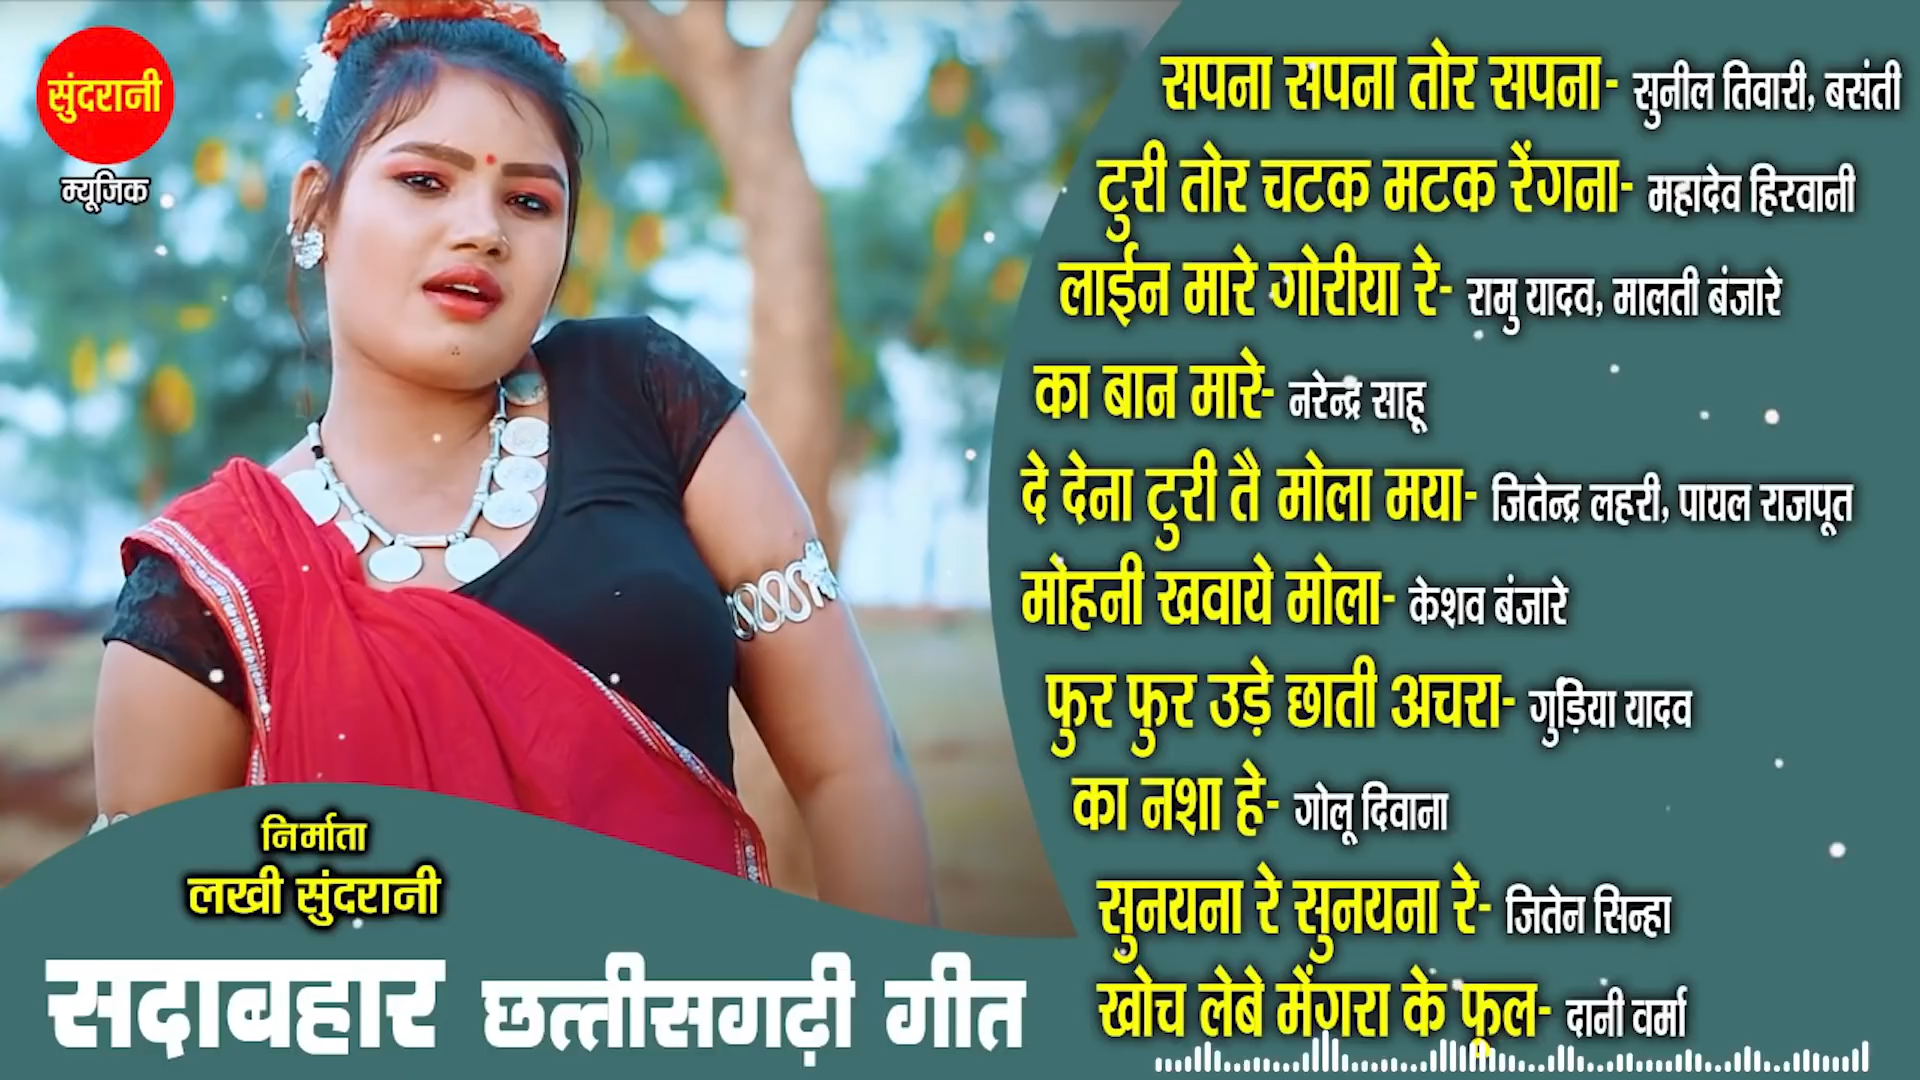 सुंदरानी
म्यूजिक
सपना सपना तोर सपना- सुनील तिवारी, बसंती
टुरी तोर चटक मटक रेंगना- महादेव हिरवानी
लाईन मारे गोरीया रे- रामु यादव, मालती बंजारे
का बान मारे- नरेन्द्र साहू
दे देना टुरी तै मोला मया- जितेन्द्र लहरी, पायल राजपूत
मोहनी खवाये मोला- केशव बंजारे
फुर फुर उड़े छाती अचरा- गुड़िया यादव
का नशा हे- गोलू दिवाना
सुनयना रे सुनयना रे- जितेन सिन्हा
खोच लेबे मेंगरा के फूल- दानी वर्मा
निर्माता
लखी सुंदरानी
सदाबहार छत्तीसगढ़ी गीत